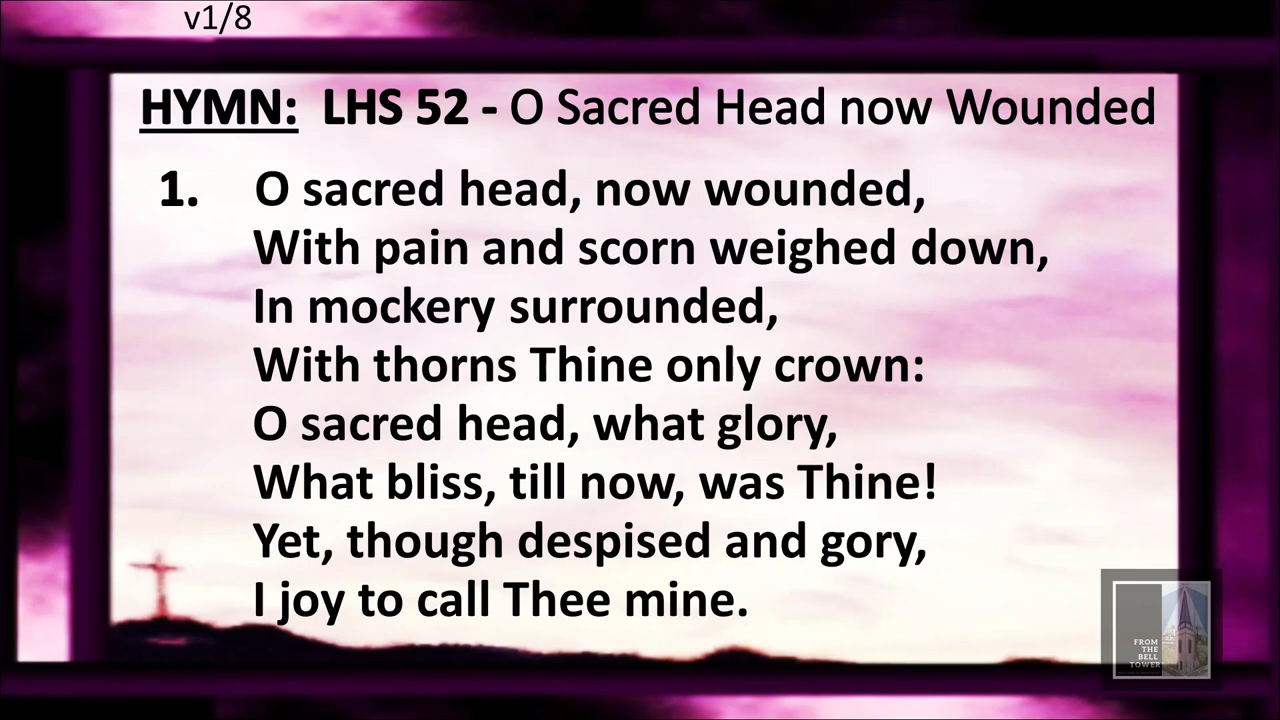 v1/8
HYMN: LHS 52 - O Sacred Head now Wounded
1. O sacred head, now wounded,
With pain and scorn weighed down,
In mockery surrounded,
With thorns Thine only crown:
O sacred head, what glory,
What bliss, till now, was Thine!
Yet, though despised and gory,
I joy to call Thee mine.
FROM
THE
BELL
TOWER